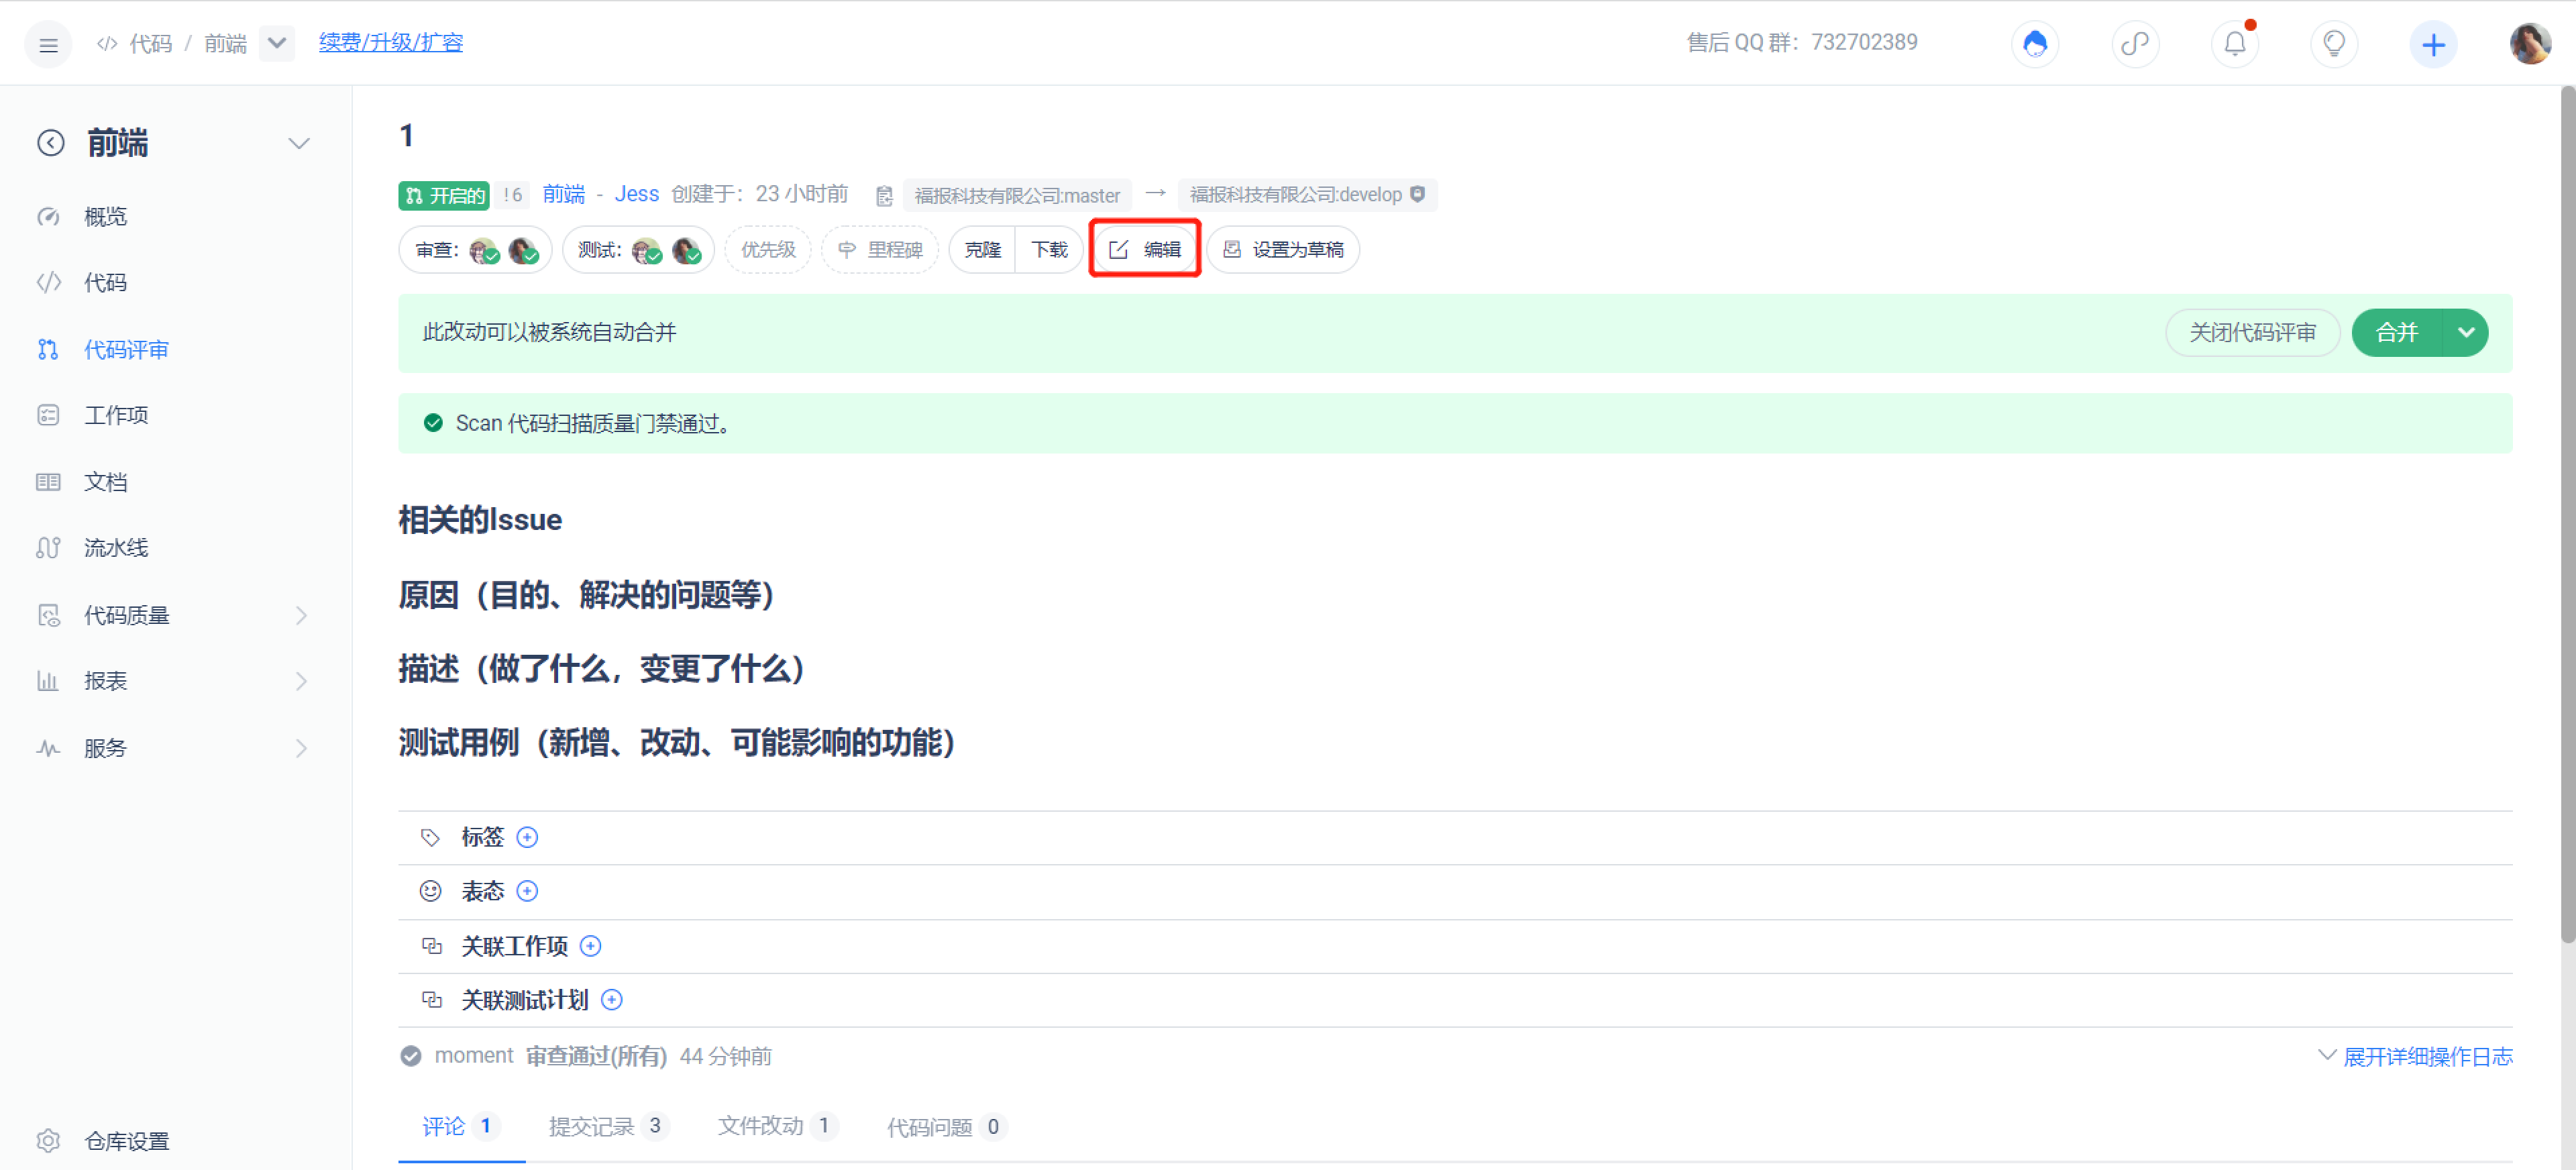 代码 / 前端 续费/升级/扩容 售后 QQ 群：732702389
前端
概览
代码
代码评审
工作项
文档
流水线
代码质量
报表
服务
仓库设置
1
开启的 !6 前端 - Jess 创建于：23 小时前 福报科技有限公司:master → 福报科技有限公司:develop
审查： 测试： 优先级 里程碑 克隆 下载 编辑 设置为草稿
此改动可以被系统自动合并 关闭代码评审 合并
Scan 代码扫描质量门禁通过。
相关的Issue
原因（目的、解决的问题等）
描述（做了什么，变更了什么）
测试用例（新增、改动、可能影响的功能）
标签
表态
关联工作项
关联测试计划
moment 审查通过(所有) 44 分钟前 展开详细操作日志
评论 1 提交记录 3 文件改动 1 代码问题 0